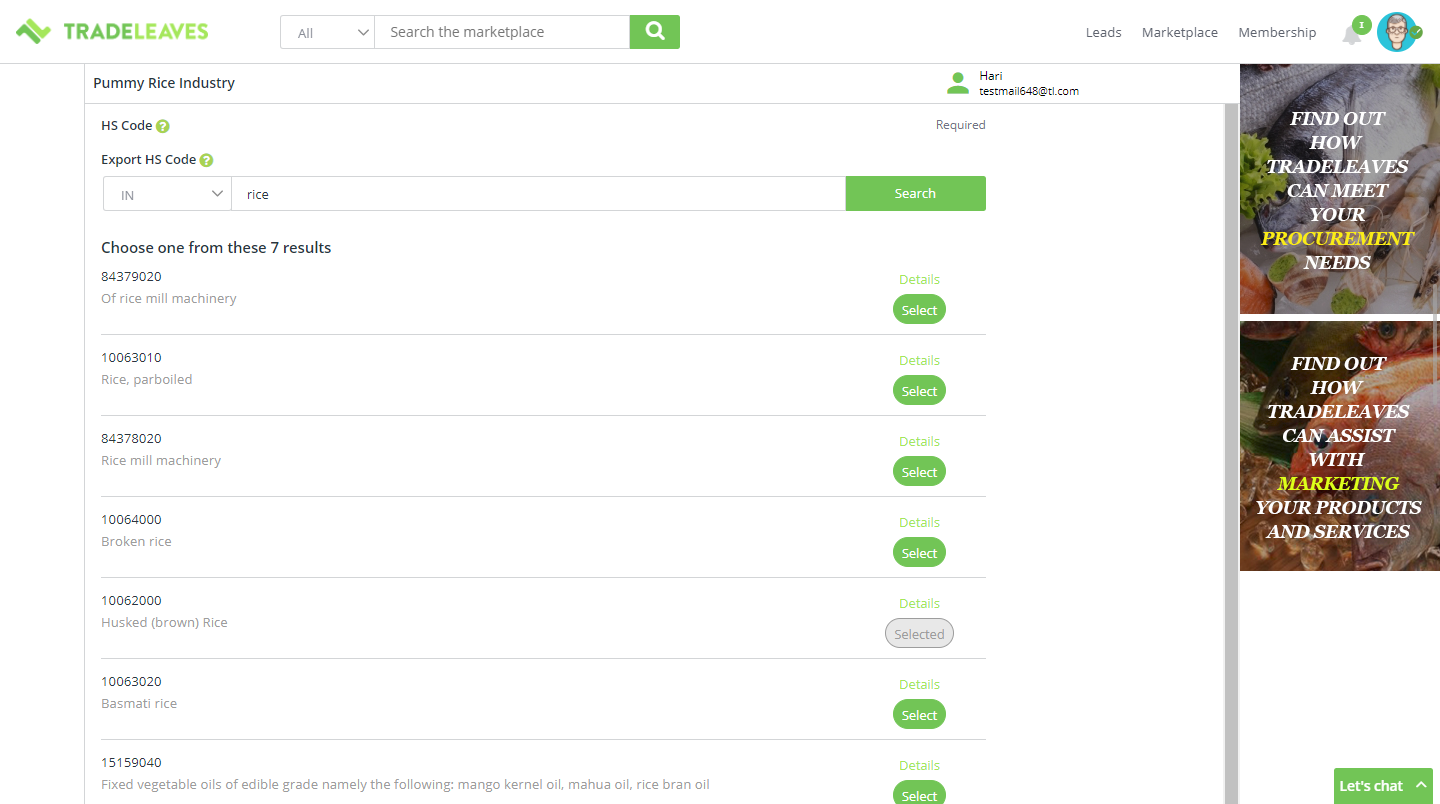 TRADELEAVES
All
Search the marketplace
Leads
Marketplace
Membership
I
Pummy Rice Industry
Hari
testmail648@tl.com
HS Code ?
Required
Export HS Code ?
IN
rice
Search
Choose one from these 7 results
84379020
Details
Of rice mill machinery
Select
10063010
Details
Rice, parboiled
Select
84378020
Details
Rice mill machinery
Select
10064000
Details
Broken rice
Select
10062000
Details
Husked (brown) Rice
Selected
10063020
Details
Basmati rice
Select
15159040
Details
Fixed vegetable oils of edible grade namely the following: mango kernel oil, mahua oil, rice bran oil
Select
FIND OUT
HOW
TRADELEAVES
CAN MEET
YOUR
PROCUREMENT
NEEDS
FIND OUT
HOW
TRADELEAVES
CAN ASSIST
WITH
MARKETING
YOUR PRODUCTS
AND SERVICES
Let's chat